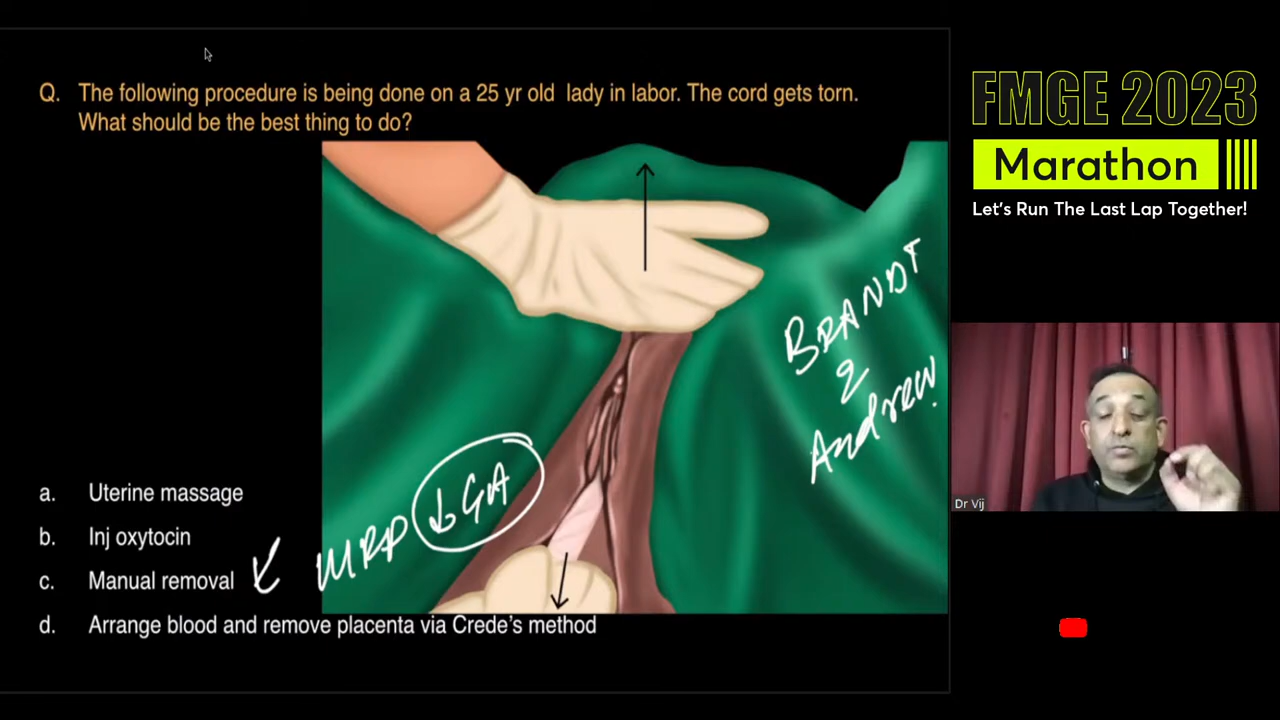 Q. The following procedure is being done on a 25 yr old lady in labor. The cord gets torn.
What should be the best thing to do?
BRANDT
&
Andrew
MRP ↓GA
a. Uterine massage
b. Inj oxytocin
c. Manual removal
d. Arrange blood and remove placenta via Crede's method
FMGE 2023
Marathon
Let's Run The Last Lap Together!
Dr Vij